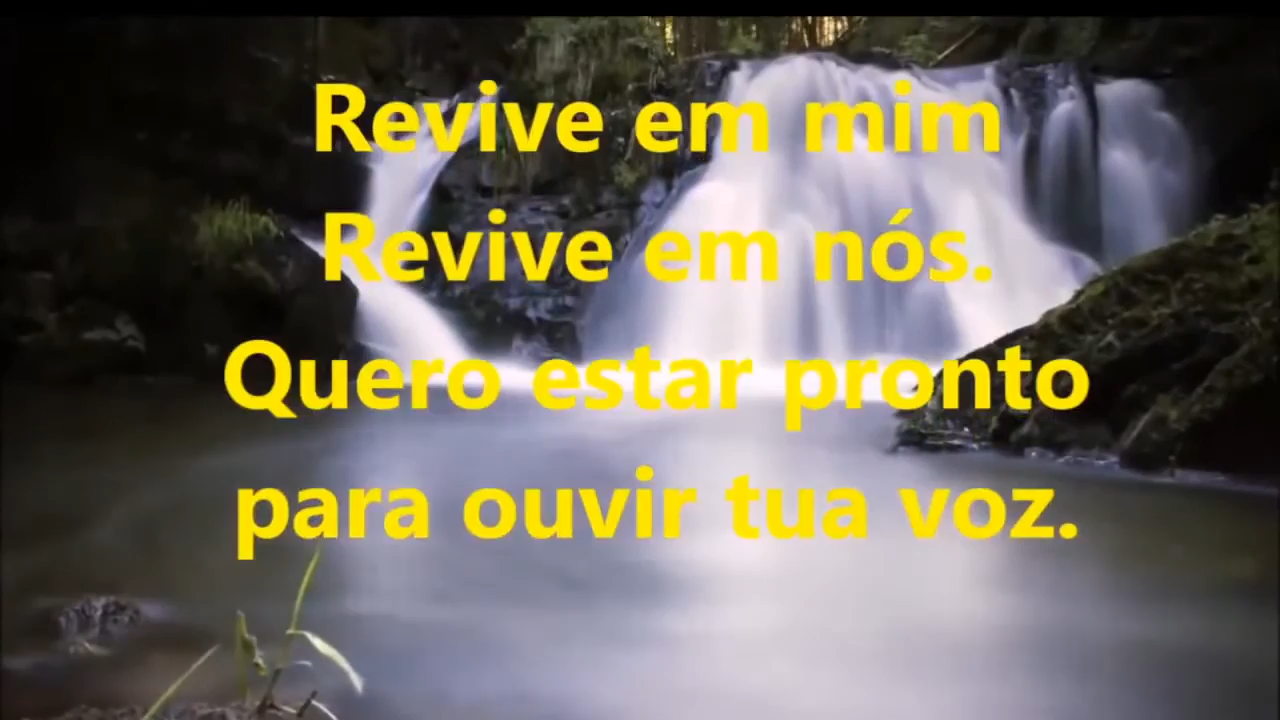 Revive em mim
Revive em nós.
Quero estar pronto
para ouvir tua voz.